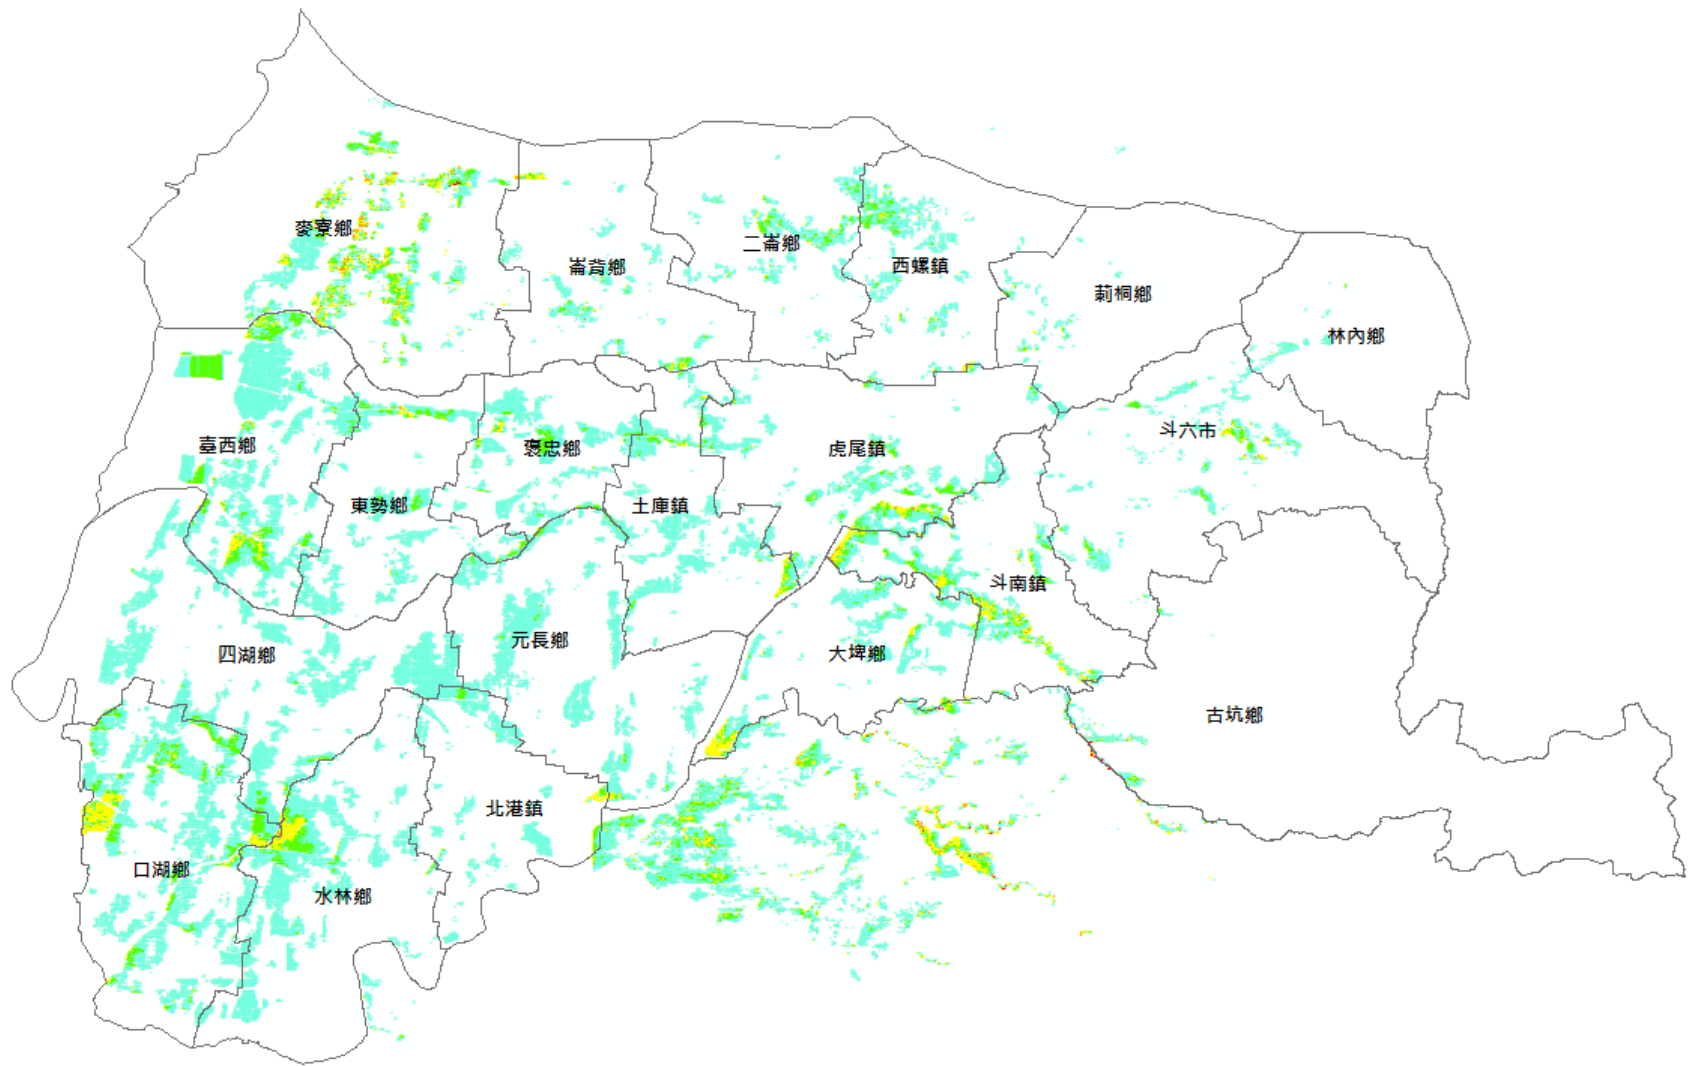 麥寮鄉
崙背鄉
二崙鄉
西螺鎮
莿桐鄉
林內鄉
臺西鄉
東勢鄉
褒忠鄉
土庫鎮
虎尾鎮
斗六市
斗南鎮
四湖鄉
元長鄉
大埤鄉
古坑鄉
口湖鄉
水林鄉
北港鎮